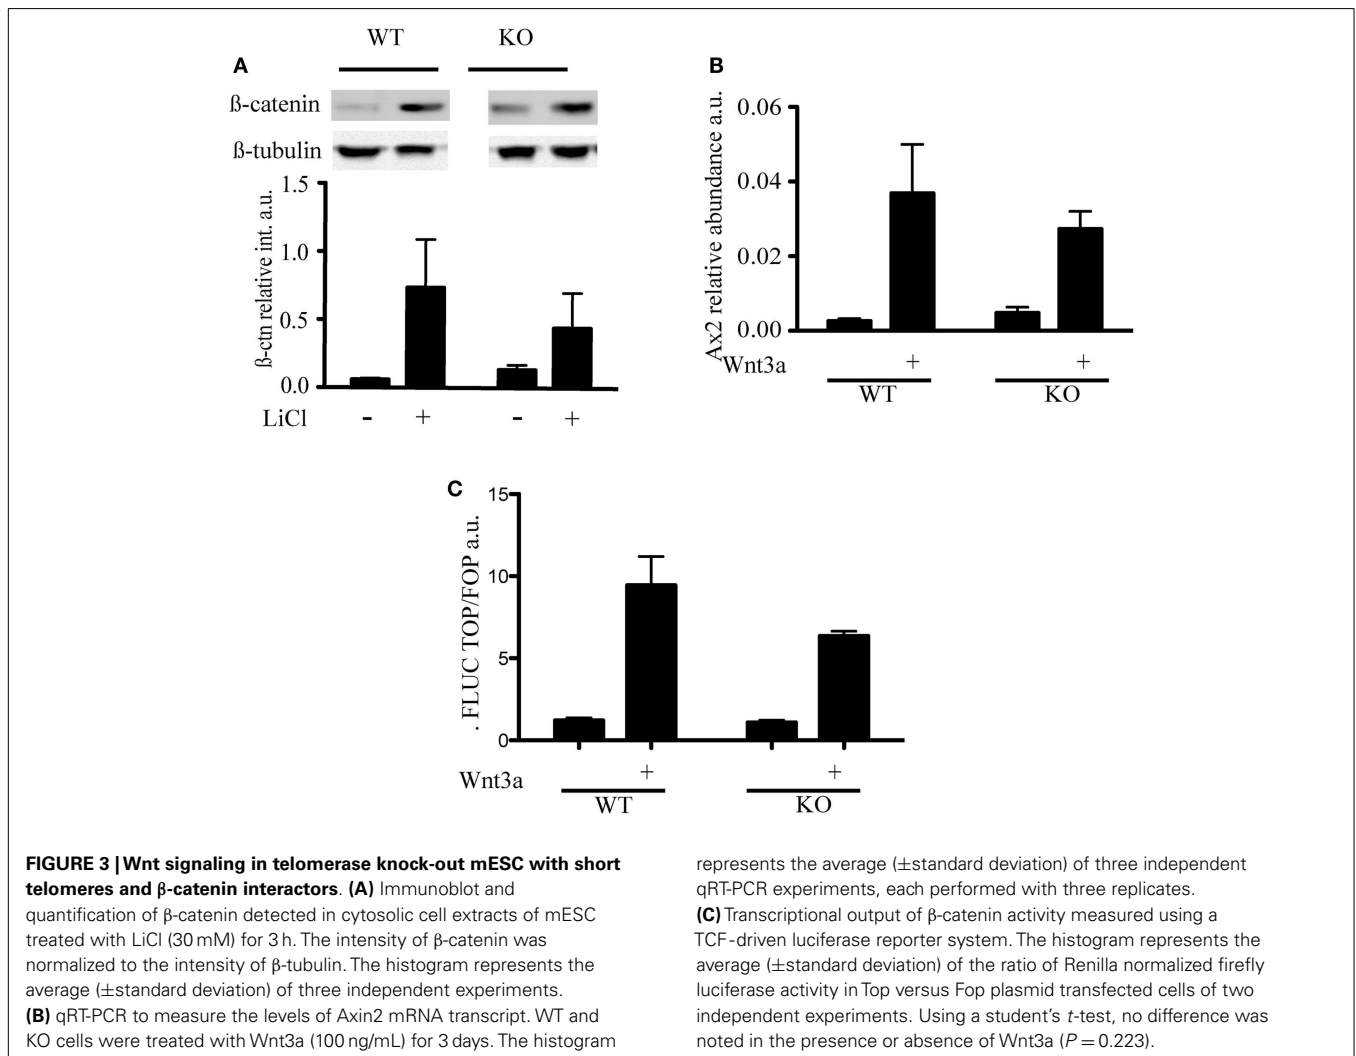 WT KO
A
ß-catenin
ß-tubulin
ß-ctn relative int. a.u.
1.5
1.0
0.5
0.0
LiCl - + - +
B
Ax2 relative abundance a.u.
0.06
0.04
0.02
0.00
Wnt3a + +
WT KO
C
. FLUC TOP/FOP a.u.
15
10
5
0
Wnt3a + +
WT KO
FIGURE 3 | Wnt signaling in telomerase knock-out mESC with short
telomeres and β-catenin interactors. (A) Immunoblot and
quantification of β-catenin detected in cytosolic cell extracts of mESC
treated with LiCl (30 mM) for 3 h. The intensity of β-catenin was
normalized to the intensity of β-tubulin. The histogram represents the
average (±standard deviation) of three independent experiments.
(B) qRT-PCR to measure the levels of Axin2 mRNA transcript. WT and
KO cells were treated with Wnt3a (100 ng/mL) for 3 days. The histogram
represents the average (±standard deviation) of three independent
qRT-PCR experiments, each performed with three replicates.
(C) Transcriptional output of β-catenin activity measured using a
TCF-driven luciferase reporter system. The histogram represents the
average (±standard deviation) of the ratio of Renilla normalized firefly
luciferase activity in Top versus Fop plasmid transfected cells of two
independent experiments. Using a student's t-test, no difference was
noted in the presence or absence of Wnt3a (P = 0.223).